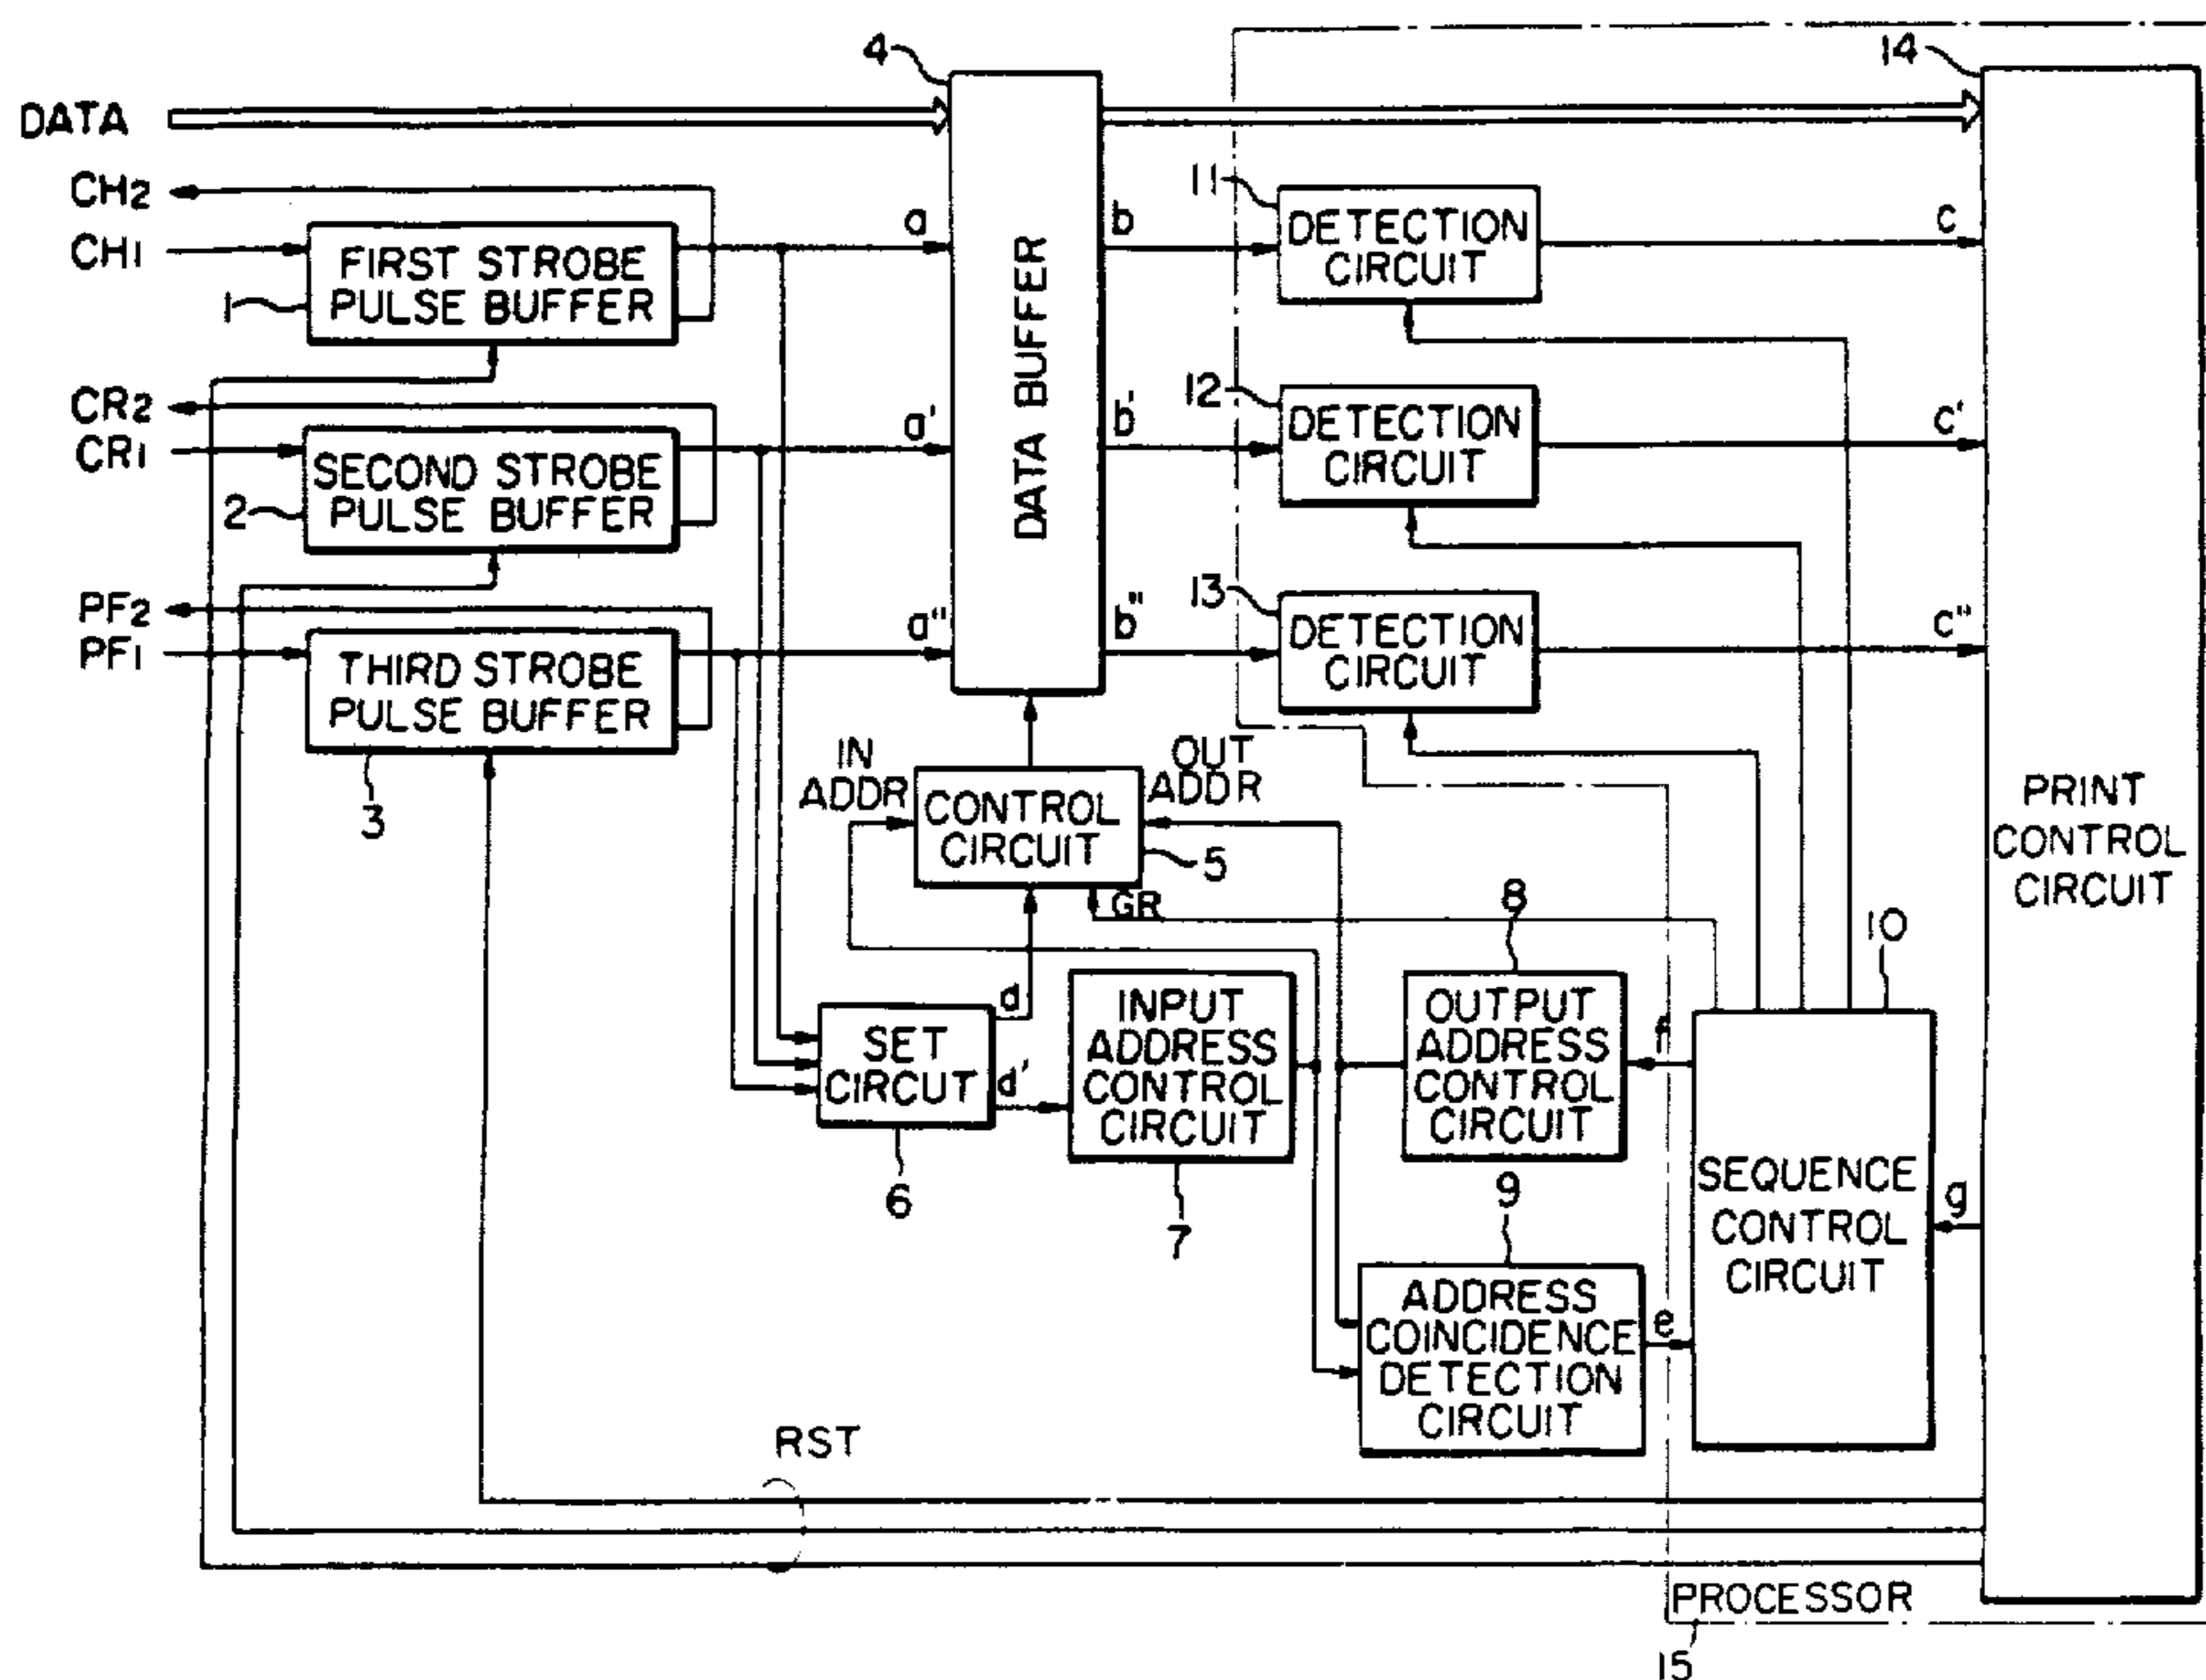 4
14
DATA
CH2
CH1
FIRST STROBE
PULSE BUFFER
1
a
b
11
DETECTION
CIRCUIT
c
DATA BUFFER
CR2
CR1
SECOND STROBE
PULSE BUFFER
2
a'
b'
12
DETECTION
CIRCUIT
c'
PF2
PF1
THIRD STROBE
PULSE BUFFER
3
a"
b"
13
DETECTION
CIRCUIT
c"
IN
ADDR
OUT
ADDR
CONTROL
CIRCUIT
5
GR
PRINT
CONTROL
CIRCUIT
8
10
d
SET
CIRCUT
d'
6
INPUT
ADDRESS
CONTROL
CIRCUIT
7
OUTPUT
ADDRESS
CONTROL
CIRCUIT
f
9
SEQUENCE
CONTROL
CIRCUIT
g
ADDRESS
COINCIDENCE
DETECTION
CIRCUIT
e
RST
PROCESSOR
15